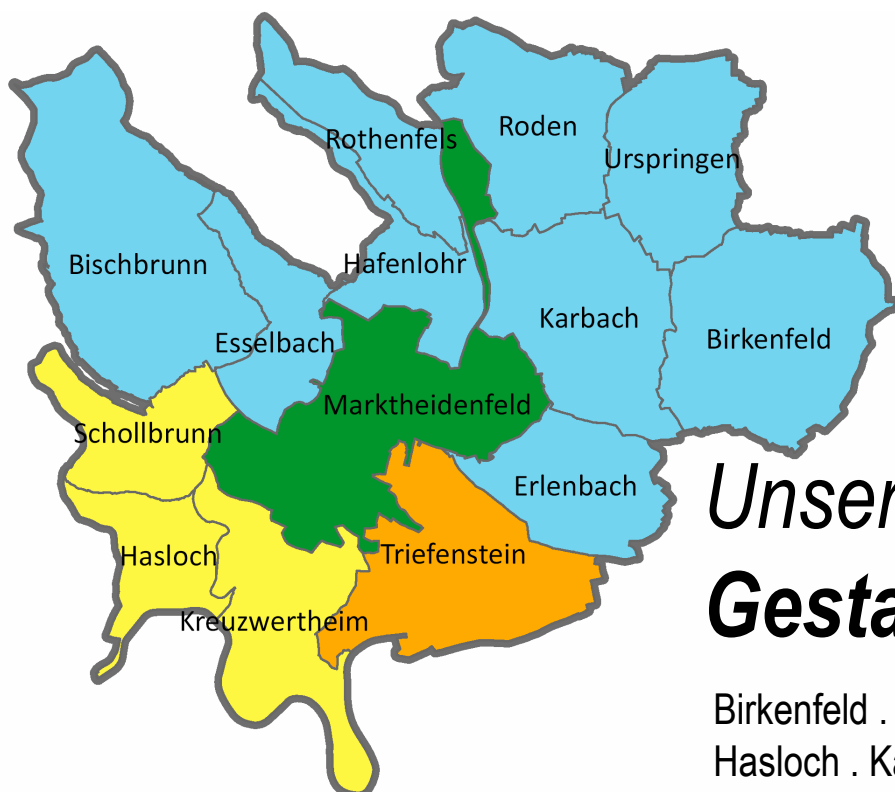 Roden
Rothenfels
Urspringen
Bischbrunn
Hafenlohr
Karbach
Birkenfeld
Esselbach
Marktheidenfeld
Schollbrunn
Erlenbach
Hasloch
Triefenstein
Kreuzwertheim
Unser
Gesta
Birkenfeld .
Hasloch . Ka